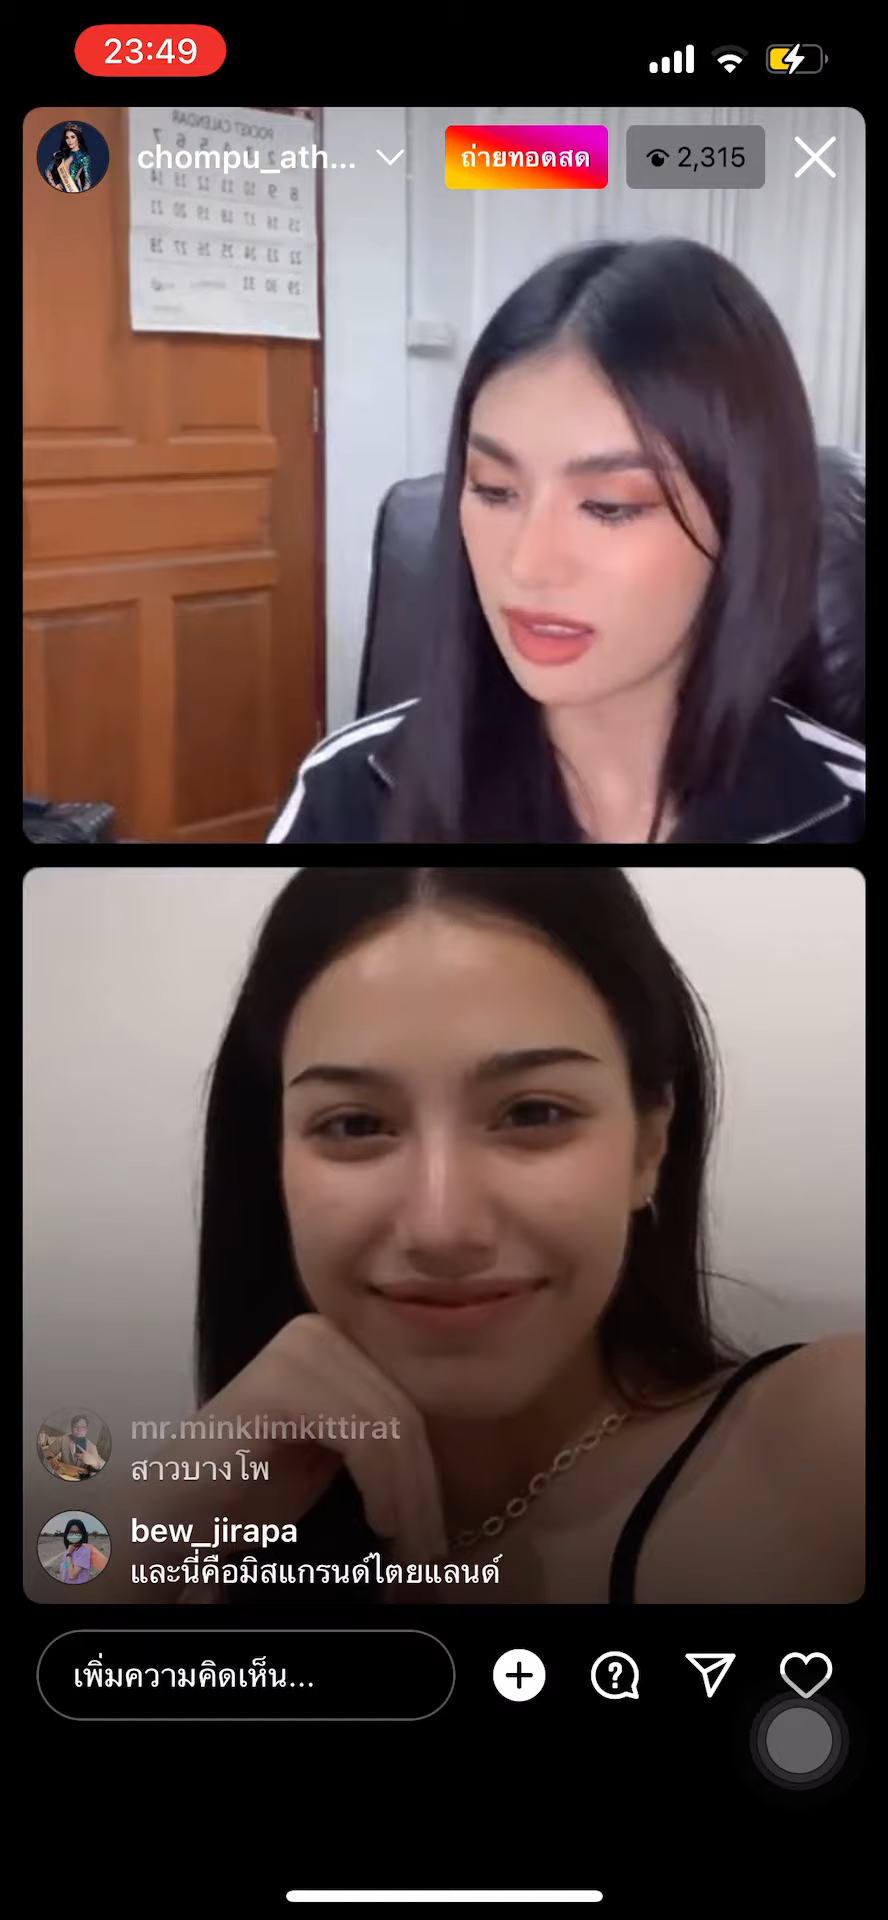 23:49
chompu_ath...
ถ่ายทอดสด
2,315
POCKET CALENDAR
mr.minklimkittirat
สาวบางโพ
bew_jirapa
และนี่คือมิสแกรนด์ไตยแลนด์
เพิ่มความคิดเห็น...